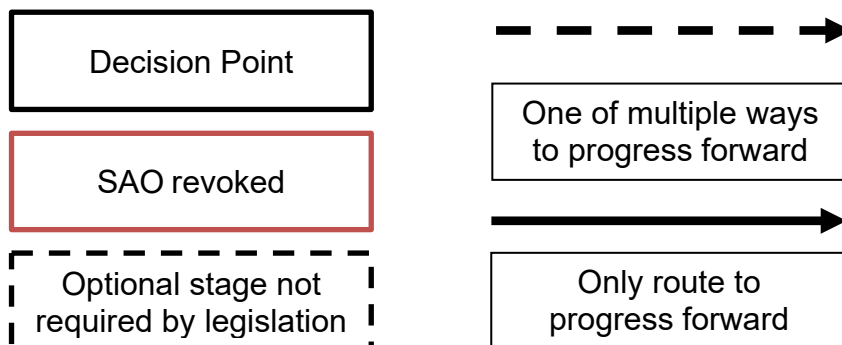 Decision Point
SAO revoked
Optional stage not
required by legislation
One of multiple ways
to progress forward
Only route to
progress forward